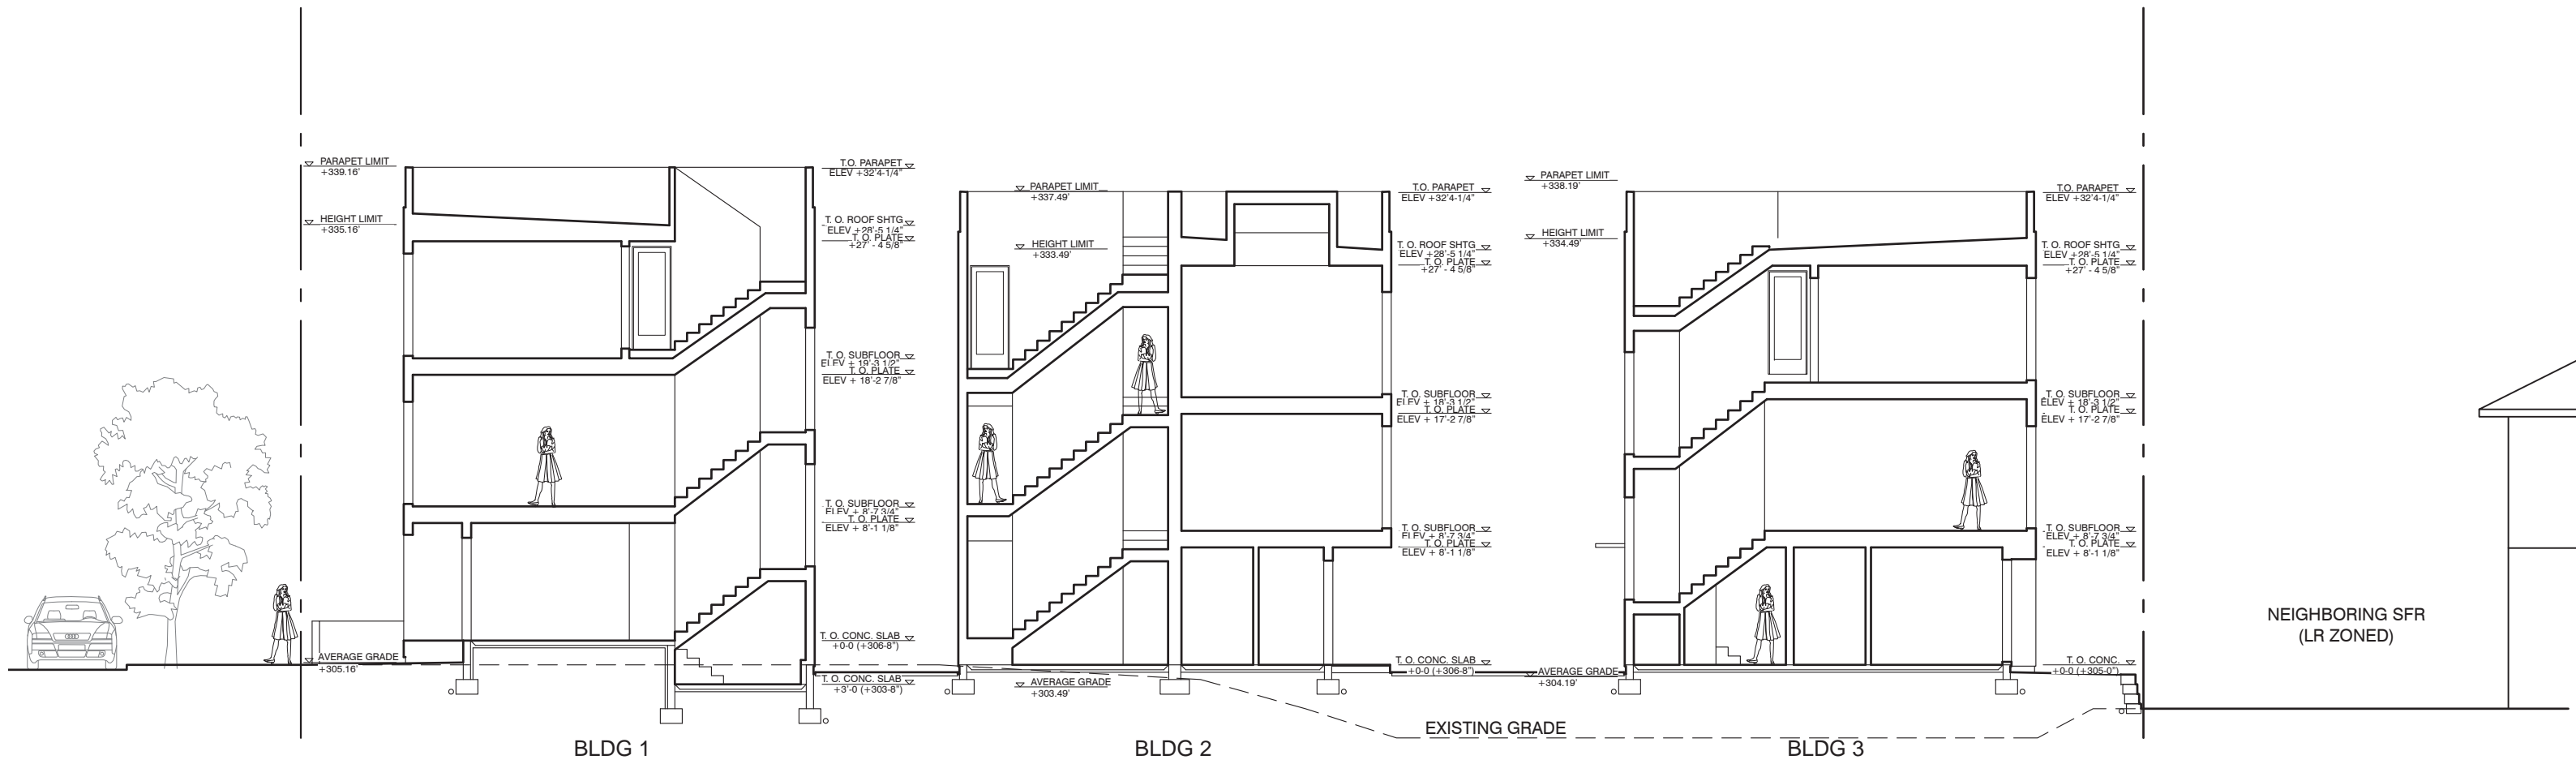 PARAPET LIMIT
+339.16'
HEIGHT LIMIT
+335.16'
AVERAGE GRADE
+305.16'
T.O. PARAPET
ELEV +32'4-1/4"
T. O. ROOF SHTG
ELEV +28'-5 1/4"
T. O. PLATE
+27' - 4 5/8"
T. O. SUBFLOOR
ELEV + 19'-3 1/2"
T. O. PLATE
ELEV + 18'-2 7/8"
T. O. SUBFLOOR
ELEV + 8'-7 3/4"
T. O. PLATE
ELEV + 8'-1 1/8"
T. O. CONC. SLAB
+0-0 (+306-8")
T. O. CONC. SLAB
+3'-0 (+303-8")
BLDG 1
PARAPET LIMIT
+337.49'
HEIGHT LIMIT
+333.49'
AVERAGE GRADE
+303.49'
T.O. PARAPET
ELEV +32'4-1/4"
T. O. ROOF SHTG
ELEV +28'-5 1/4"
T. O. PLATE
+27' - 4 5/8"
T. O. SUBFLOOR
ELEV + 18'-3 1/2"
T. O. PLATE
ELEV + 17'-2 7/8"
T. O. SUBFLOOR
ELEV + 8'-7 3/4"
T. O. PLATE
ELEV + 8'-1 1/8"
T. O. CONC. SLAB
+0-0 (+306-8")
BLDG 2
EXISTING GRADE
PARAPET LIMIT
+338.19'
HEIGHT LIMIT
+334.49'
AVERAGE GRADE
+304.19'
T.O. PARAPET
ELEV +32'4-1/4"
T. O. ROOF SHTG
ELEV +28'-5 1/4"
T. O. PLATE
+27' - 4 5/8"
T. O. SUBFLOOR
ELEV + 18'-3 1/2"
T. O. PLATE
ELEV + 17'-2 7/8"
T. O. SUBFLOOR
ELEV + 8'-7 3/4"
T. O. PLATE
ELEV + 8'-1 1/8"
T. O. CONC.
+0-0 (+305-0")
BLDG 3
NEIGHBORING SFR
(LR ZONED)